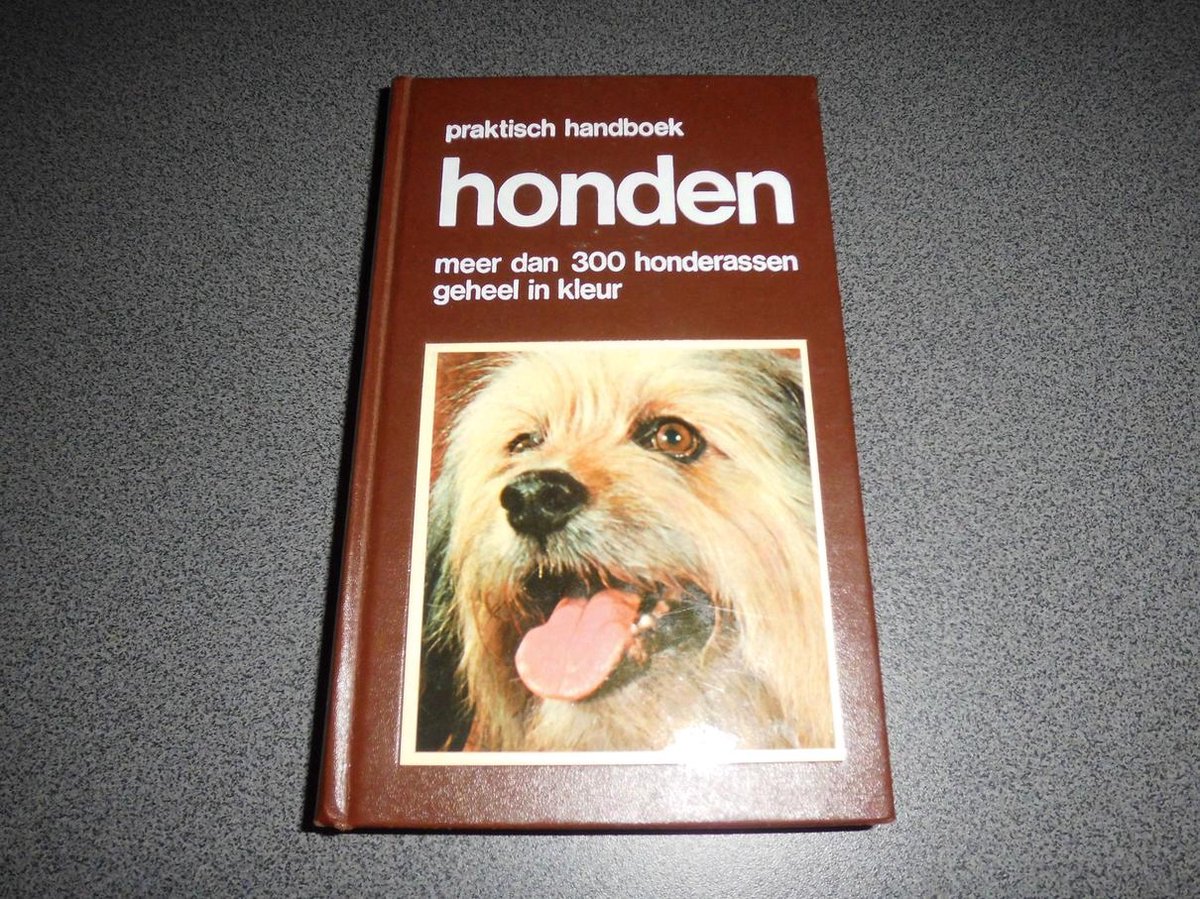 praktisch handboek
honden
meer dan 300 honderassen
geheel in kleur